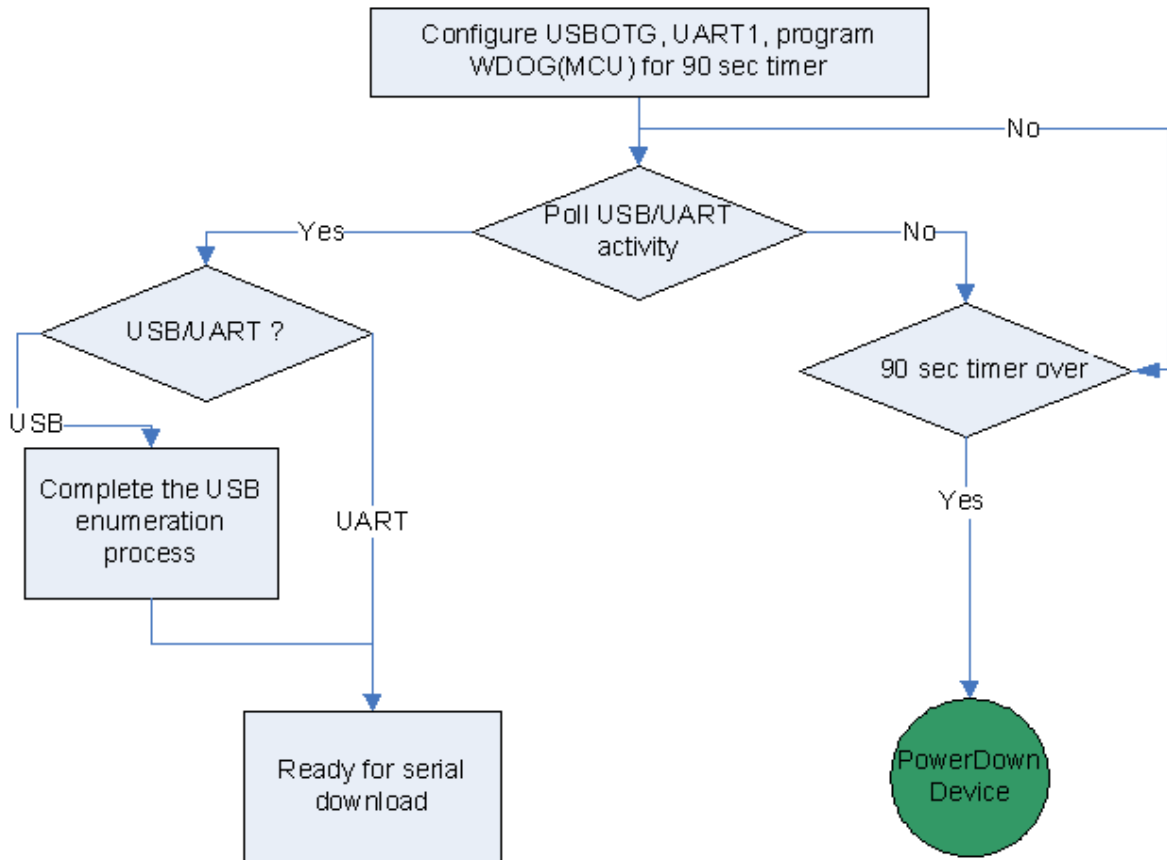 Configure USBOTG, UART1, program
WDOG(MCU) for 90 sec timer
No
Poll USB/UART
activity
Yes
No
USB/UART ?
90 sec timer over
USB
Complete the USB
enumeration
process
UART
Yes
Ready for serial
download
PowerDown
Device